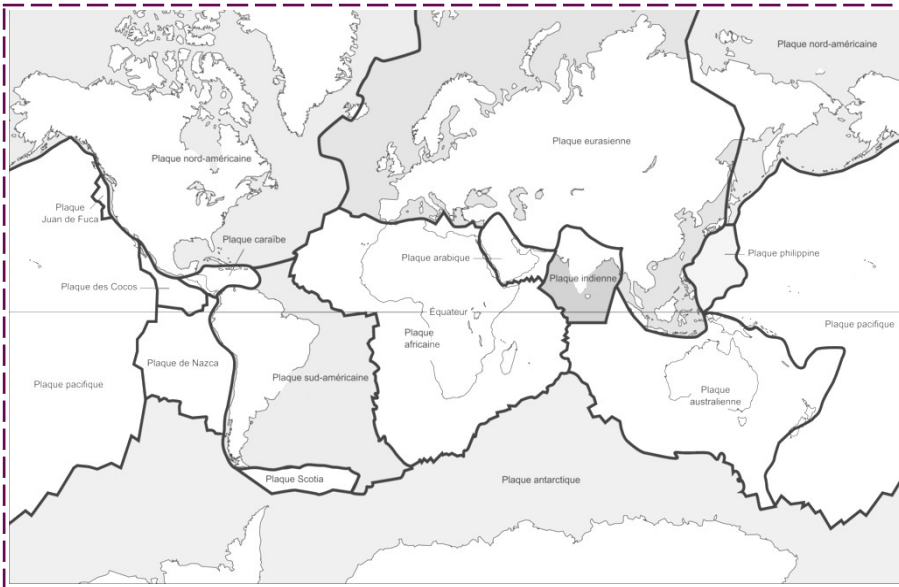 Plaque nord-américaine
Plaque nord-américaine
Plaque eurasienne
Plaque
Juan de Fuca
Plaque caraïbe
Plaque arabique
Plaque philippine
Plaque indienne
Plaque des Cocos
Équateur
Plaque
africaine
Plaque pacifique
Plaque de Nazca
Plaque pacifique
Plaque sud-américaine
Plaque
australienne
Plaque Scotia
Plaque antarctique